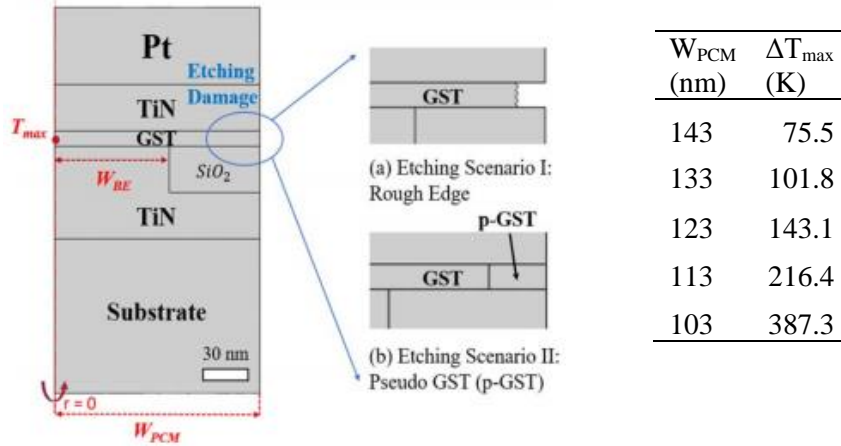 Pt
Etching
Damage
TiN
T_max
GST
W_BE
SiO_2
TiN
Substrate
30 nm
r = 0
W_PCM
GST
(a) Etching Scenario I:
Rough Edge
p-GST
GST
(b) Etching Scenario II:
Pseudo GST (p-GST)
W_PCM ΔT_max
(nm) (K)
143 75.5
133 101.8
123 143.1
113 216.4
103 387.3